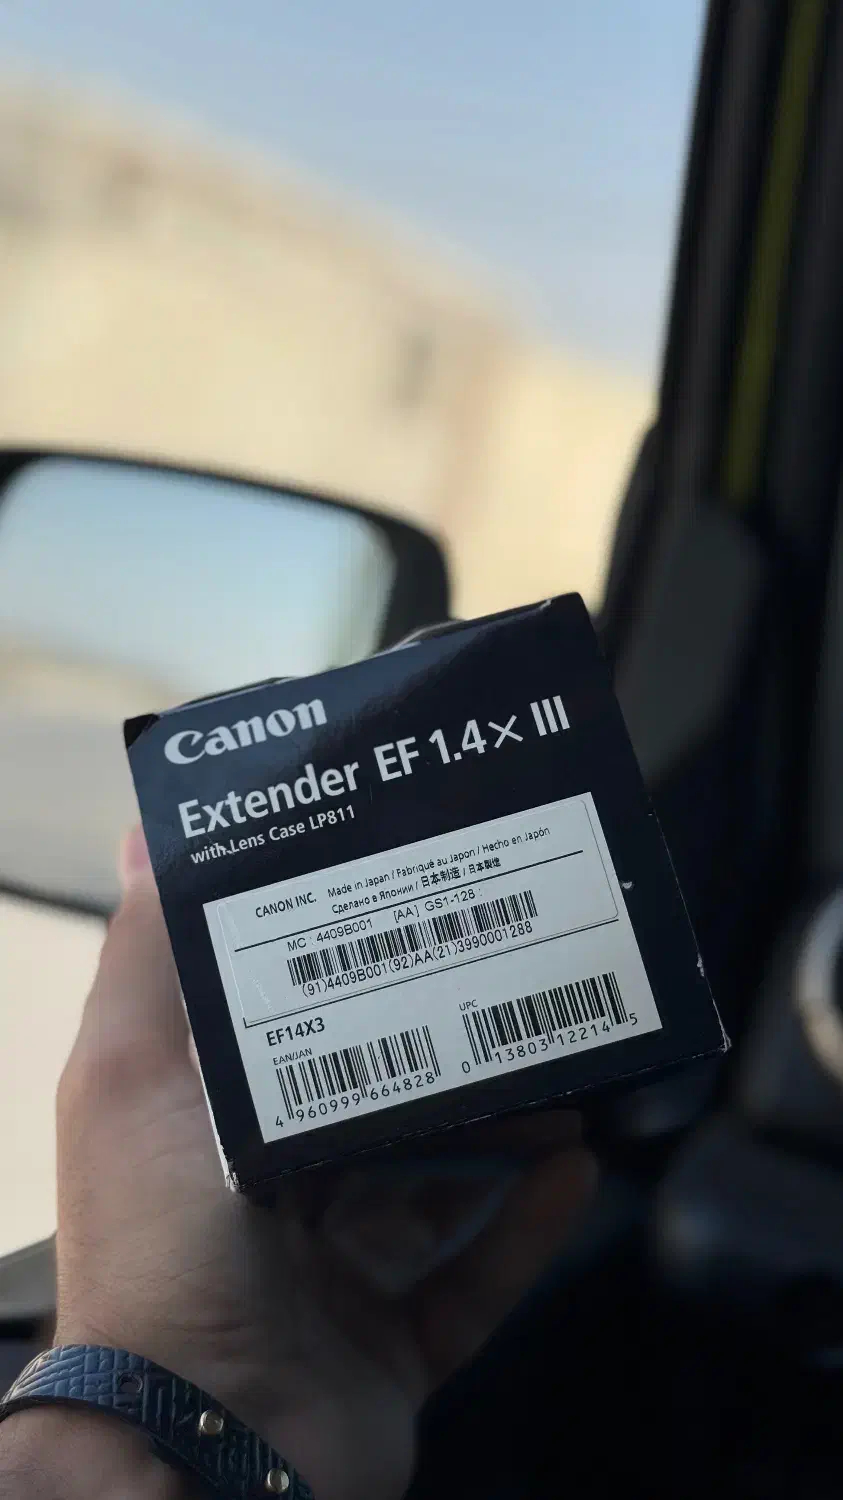 Canon
Extender EF 1.4× III
with Lens Case LP811
CANON INC. Made in Japan / Fabriqué au Japon / Hecho en Japón
Сделано в Японии / 日本制造 / 日本製造
MC : 4409B001 [AA] GS1-128 :
(91)4409B001(92)AA(21)3990001288
EF14X3
EAN/JAN
4 960999 664828
UPC
0 13803 12214 5